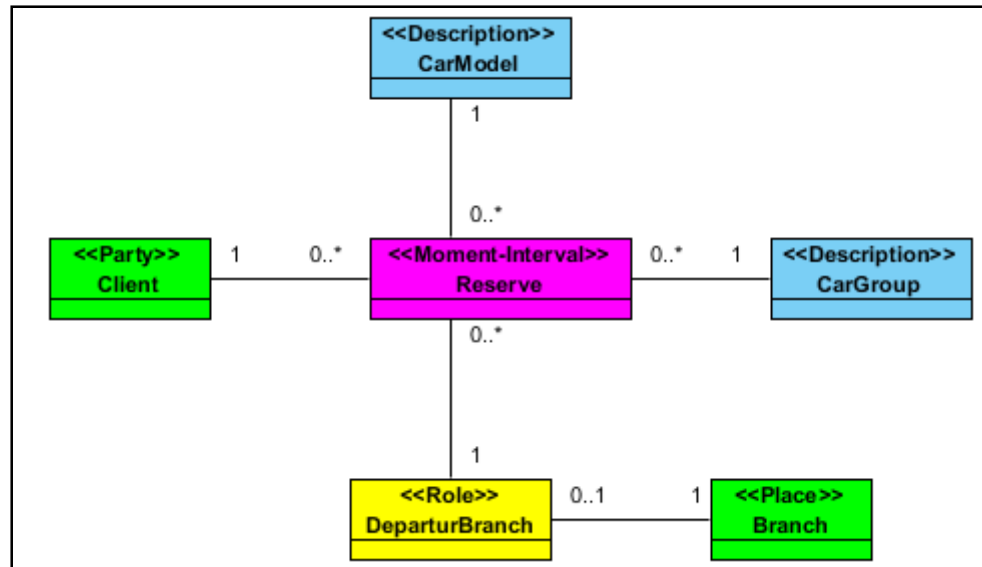 <<Description>>
CarModel
1
0..*
<<Party>>
Client
1
0..*
<<Moment-Interval>>
Reserve
0..*
1
<<Description>>
CarGroup
0..*
1
<<Role>>
DeparturBranch
0..1
1
<<Place>>
Branch